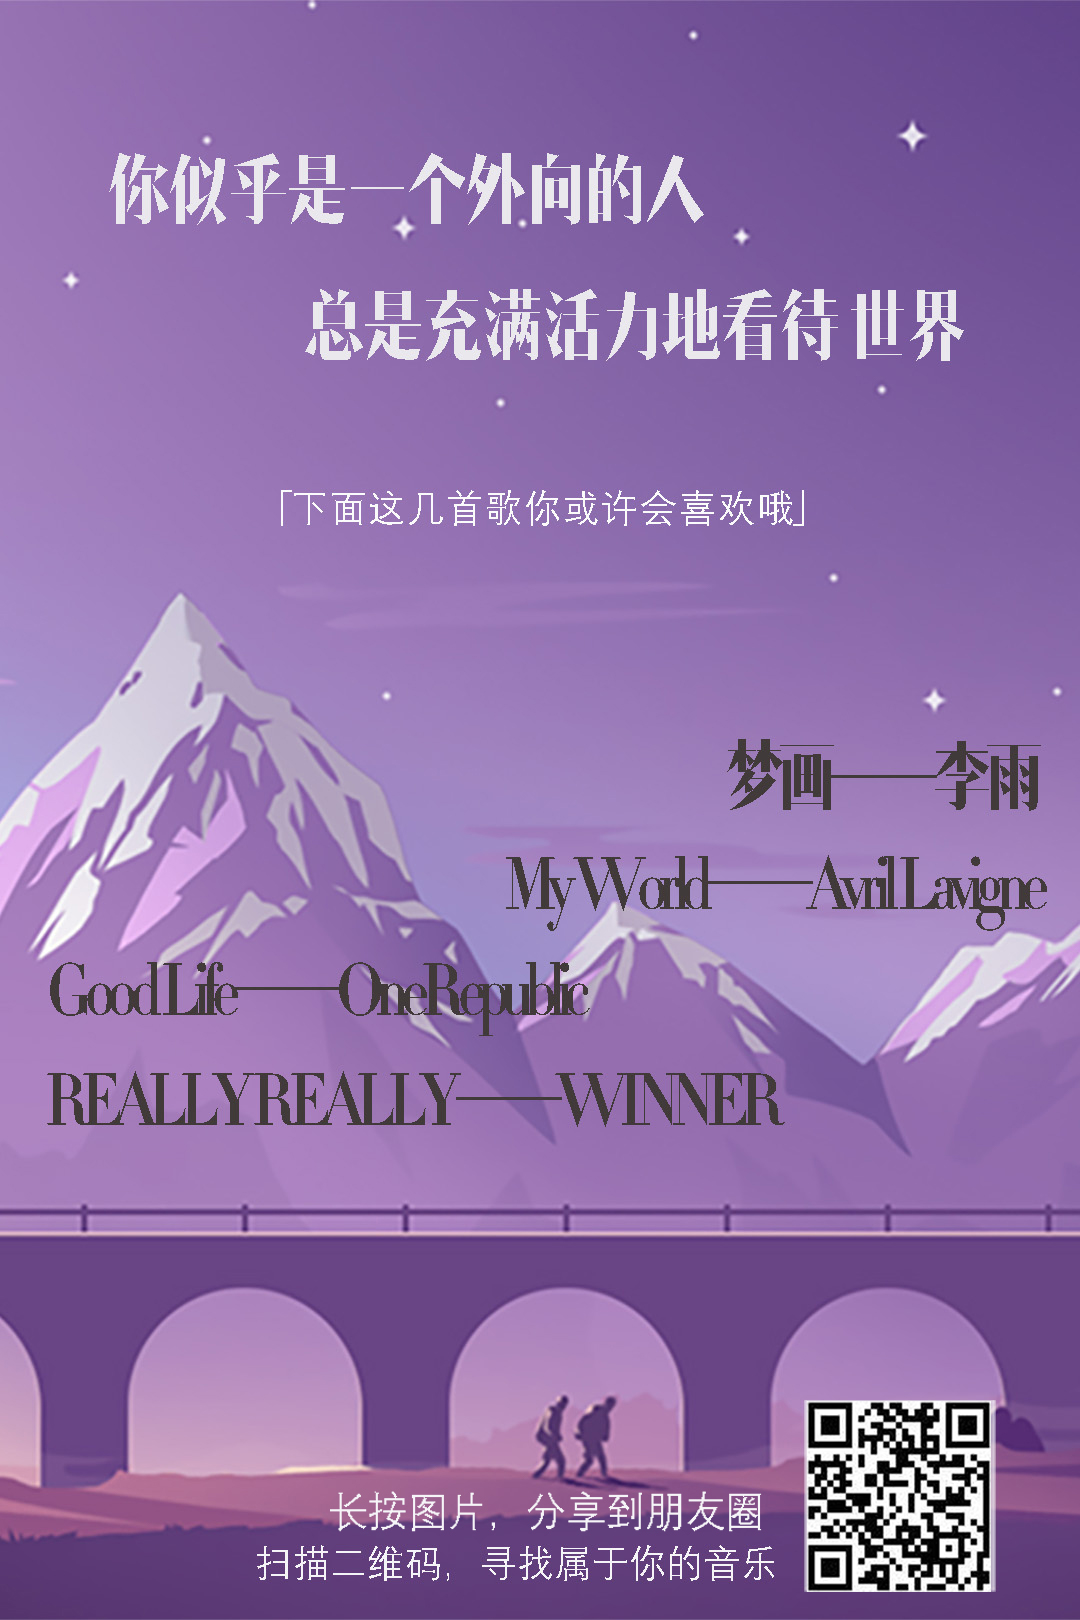 你似乎是一个外向的人
总是充满活力地看待世界
「下面这几首歌你或许会喜欢哦」
梦画——李雨
My World——Avril Lavigne
Good Life——OneRepublic
REALLY REALLY——WINNER
长按图片，分享到朋友圈
扫描二维码，寻找属于你的音乐